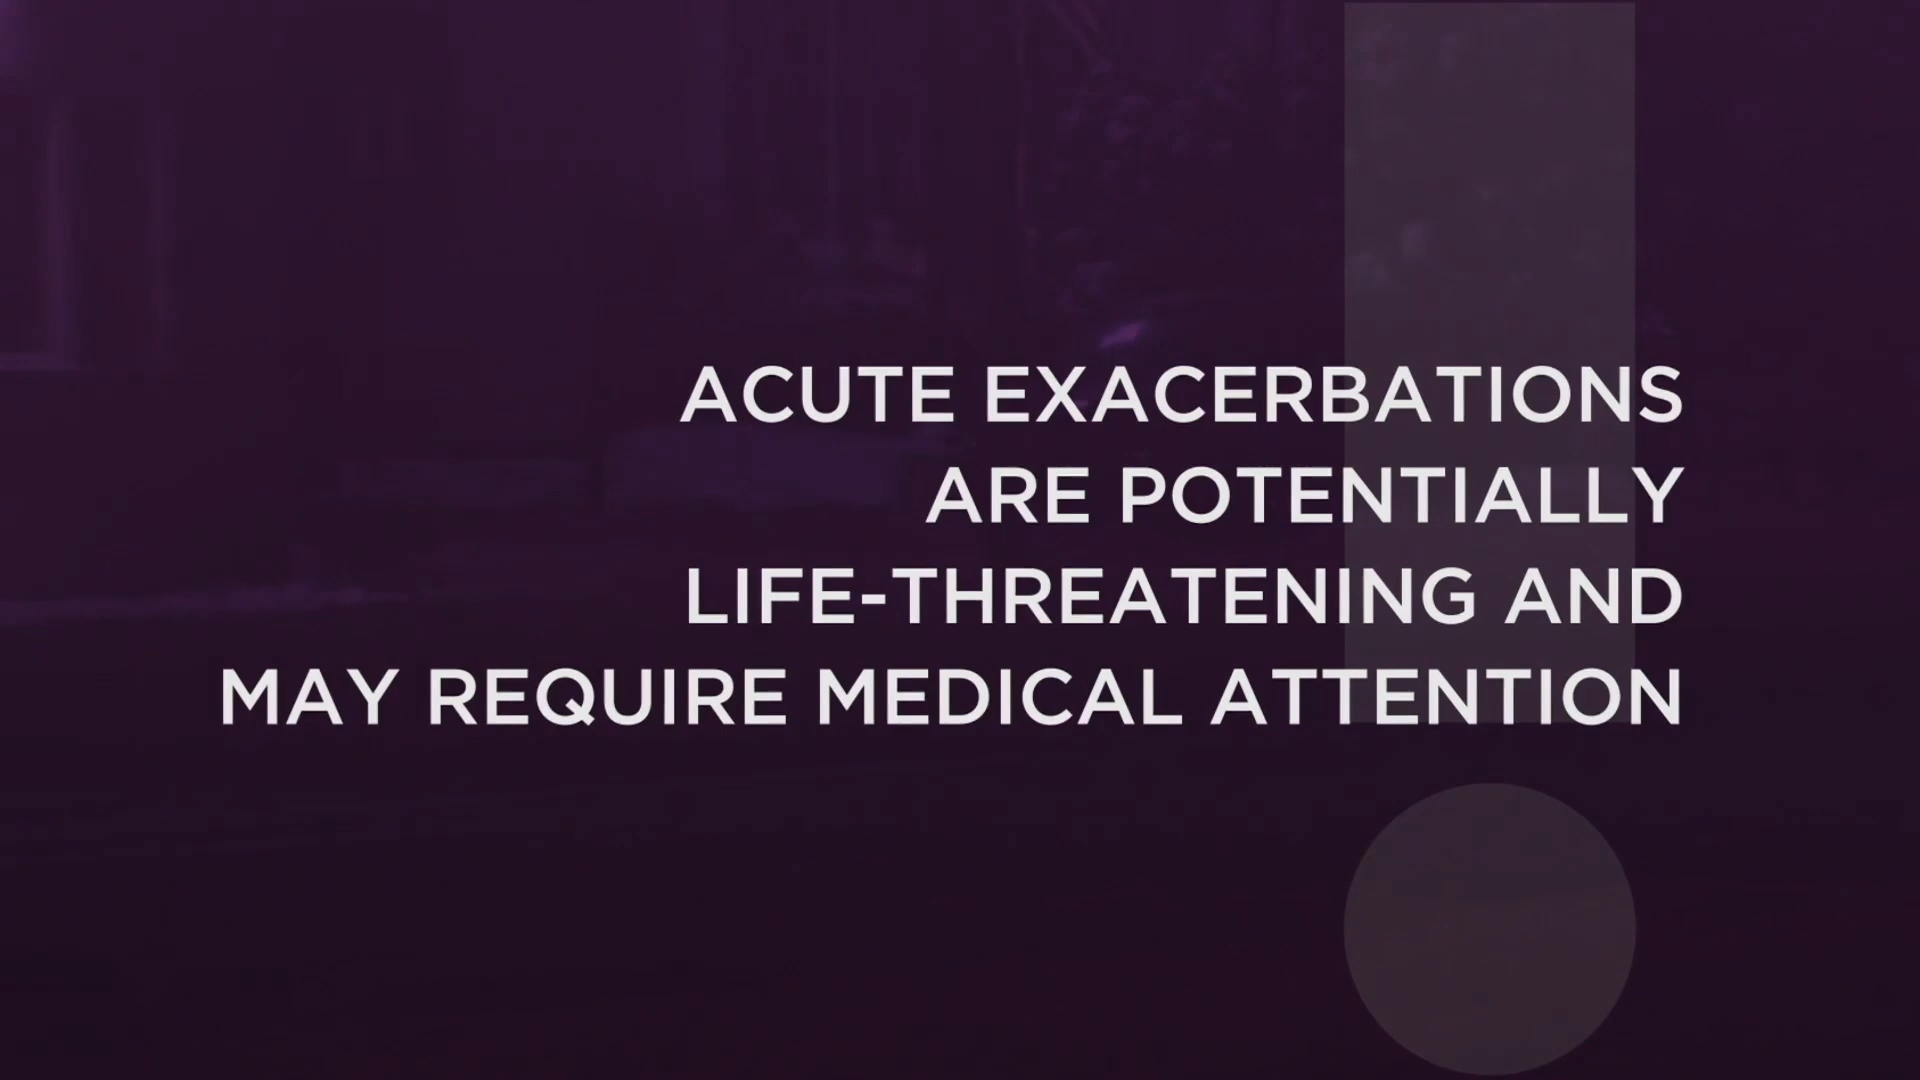 ACUTE EXACERBATIONS
ARE POTENTIALLY
LIFE-THREATENING AND
MAY REQUIRE MEDICAL ATTENTION